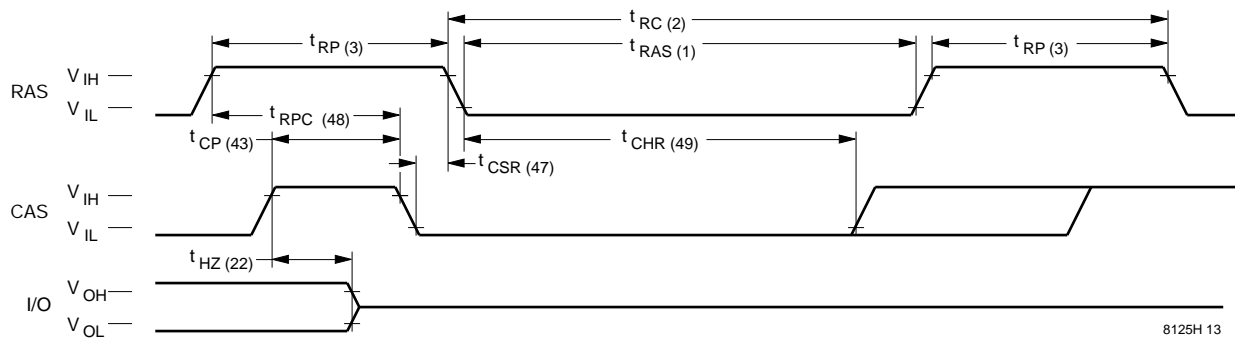 t RC (2)
t RP (3)
t RAS (1)
t RP (3)
RAS
V IH
V IL
t RPC (48)
t CP (43)
t CHR (49)
t CSR (47)
CAS
V IH
V IL
t HZ (22)
I/O
V OH
V OL
8125H 13